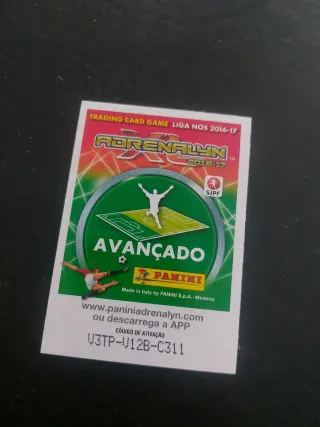 TRADING CARD GAME LIGA NOS 2016-17
ADRENALYN XL™
2016-17
SJPF
AVANÇADO
PANINI
Made in Italy by PANINI S.p.A. - Modena
www.paniniadrenalyn.com
ou descarrega a APP
CÓDIGO DE ATIVAÇÃO
V3TP-V12B-C311